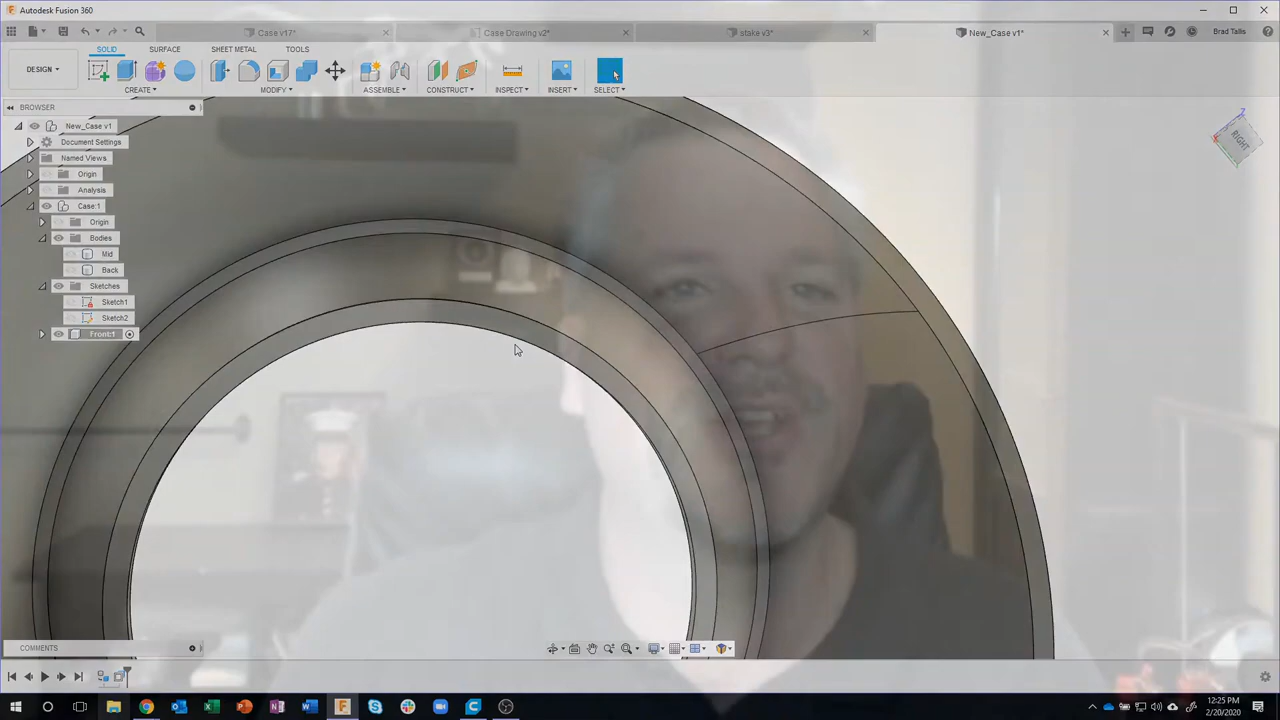 Autodesk Fusion 360
Case v17*
Case Drawing v2*
stake v3*
New_Case v1*
Brad Tallis
DESIGN
SOLID
SURFACE
SHEET METAL
TOOLS
CREATE
MODIFY
ASSEMBLE
CONSTRUCT
INSPECT
INSERT
SELECT
BROWSER
New_Case v1
Document Settings
Named Views
Origin
Analysis
Case:1
Origin
Bodies
Mid
Back
Sketches
Sketch1
Sketch2
Front:1
Z
RIGHT
COMMENTS
12:25 PM
2/20/2020